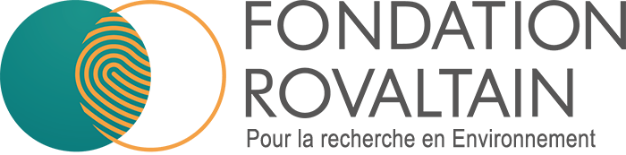 FONDATION
ROVALTAIN
Pour la recherche en Environnement